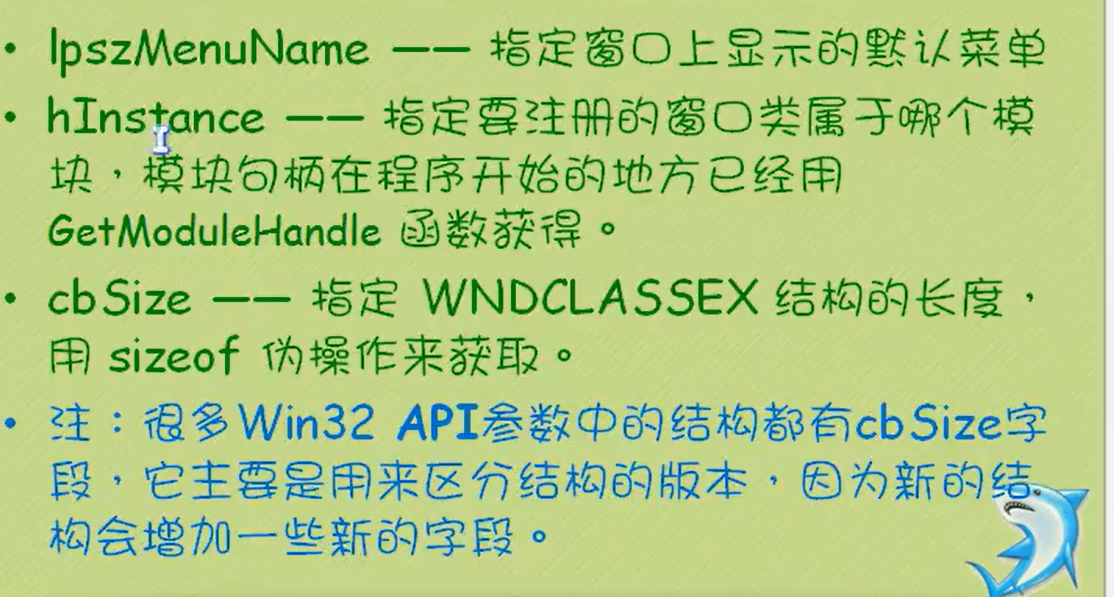 • lpszMenuName —— 指定窗口上显示的默认菜单
• hInstance —— 指定要注册的窗口类属于哪个模
块，模块句柄在程序开始的地方已经用
GetModuleHandle 函数获得。
• cbSize —— 指定 WNDCLASSEX 结构的长度，
用 sizeof 伪操作来获取。
• 注：很多Win32 API参数中的结构都有cbSize字
段，它主要是用来区分结构的版本，因为新的结
构会增加一些新的字段。